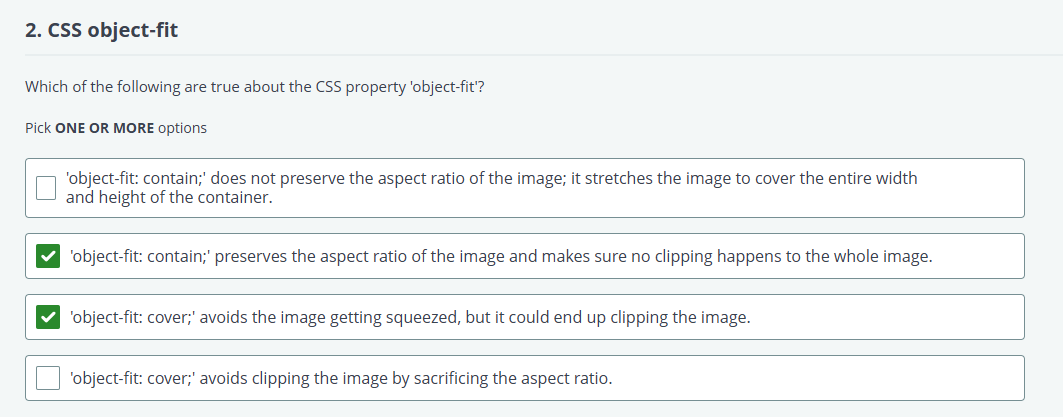 2. CSS object-fit
Which of the following are true about the CSS property 'object-fit'?
Pick ONE OR MORE options
'object-fit: contain;' does not preserve the aspect ratio of the image; it stretches the image to cover the entire width
and height of the container.
'object-fit: contain;' preserves the aspect ratio of the image and makes sure no clipping happens to the whole image.
'object-fit: cover;' avoids the image getting squeezed, but it could end up clipping the image.
'object-fit: cover;' avoids clipping the image by sacrificing the aspect ratio.